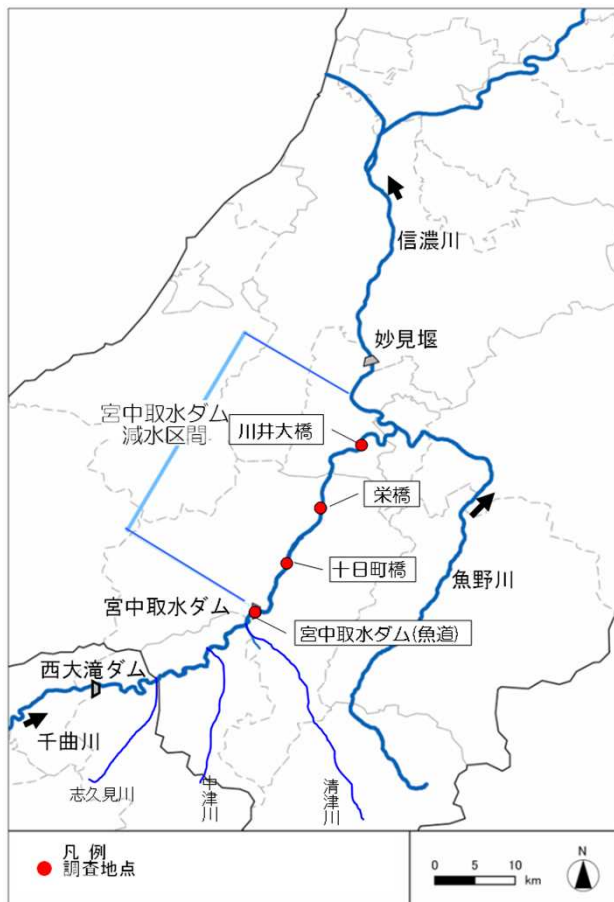 信濃川
妙見堰
宮中取水ダム
減水区間
川井大橋
栄橋
十日町橋
魚野川
宮中取水ダム
宮中取水ダム(魚道)
西大滝ダム
千曲川
志久見川
中津川
清津川
凡 例
調査地点
0 5 10
km
N